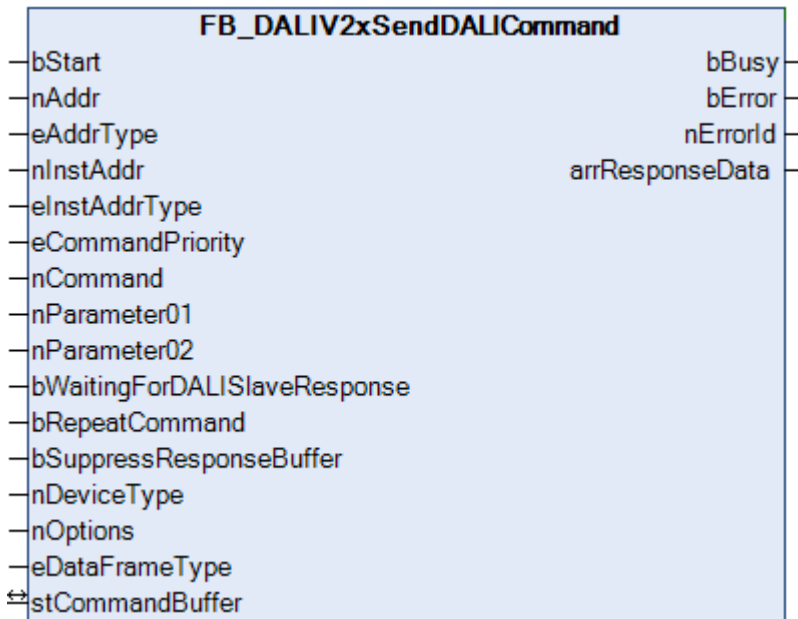 FB_DALIV2xSendDALICommand
bStart bBusy
nAddr bError
eAddrType nErrorId
nInstAddr arrResponseData
eInstAddrType
eCommandPriority
nCommand
nParameter01
nParameter02
bWaitingForDALISlaveResponse
bRepeatCommand
bSuppressResponseBuffer
nDeviceType
nOptions
eDataFrameType
stCommandBuffer